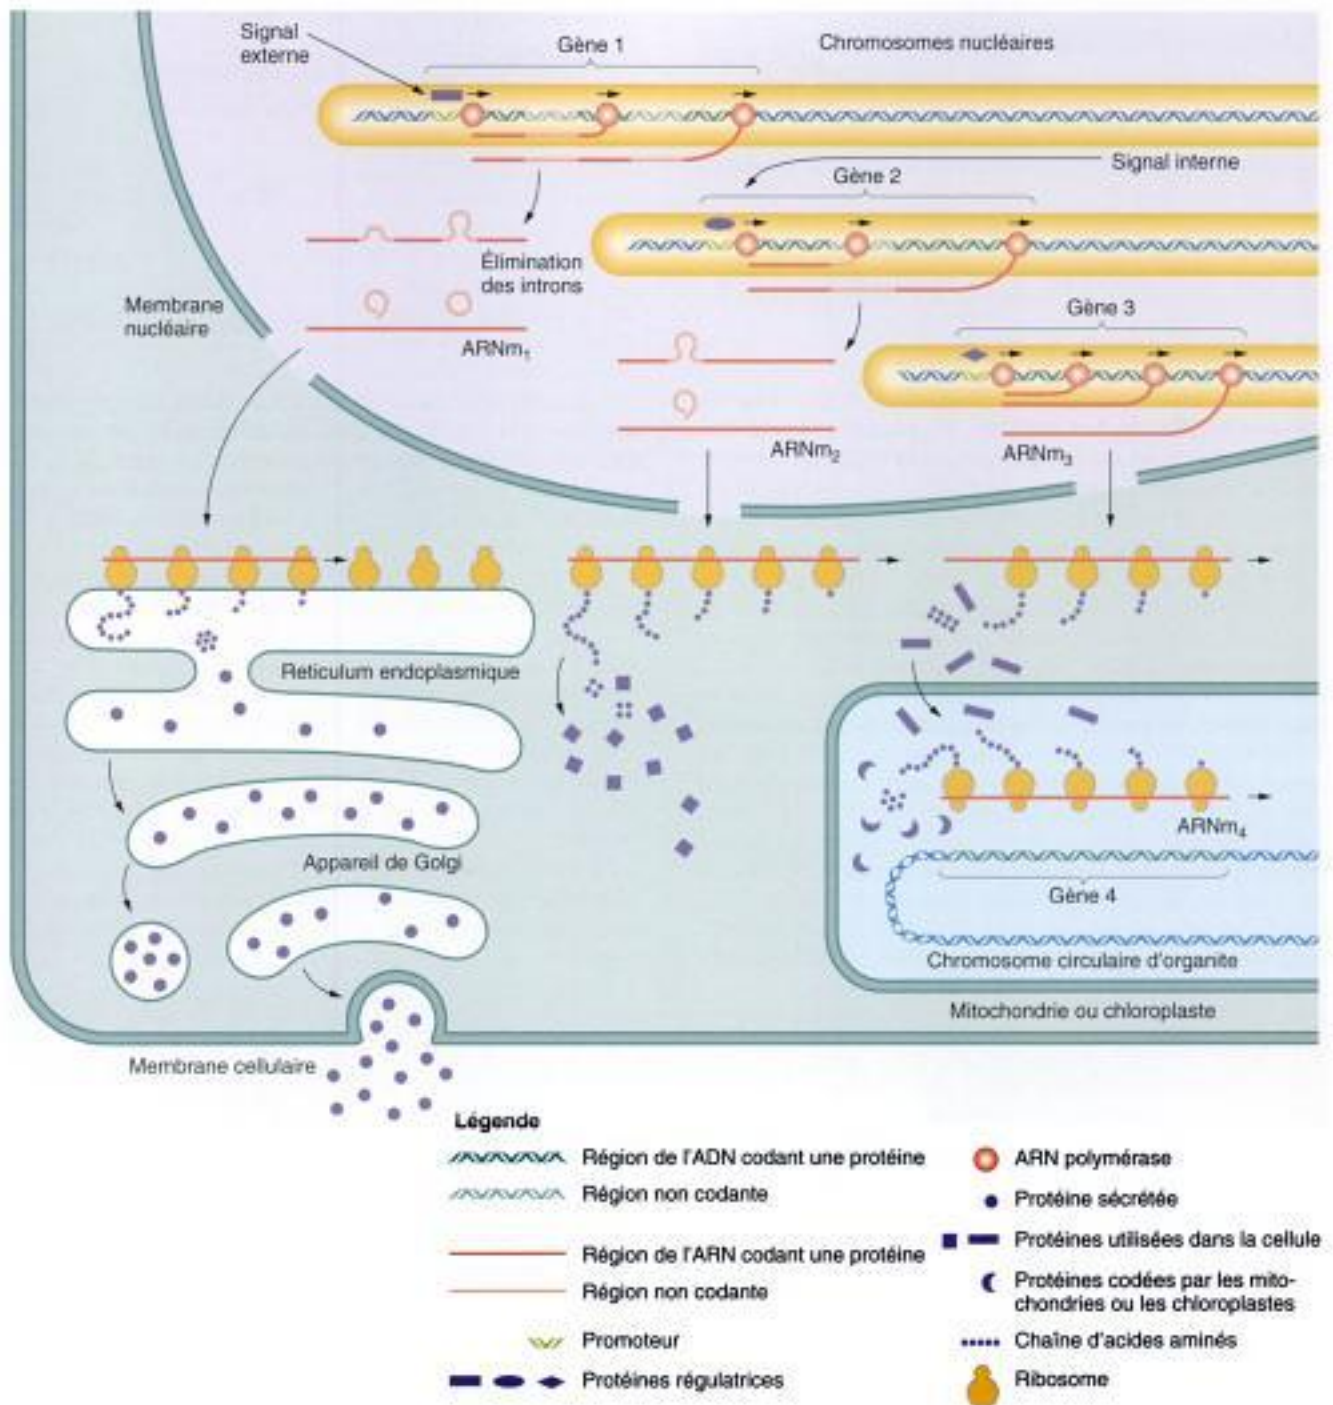 Signal
externe
Gène 1
Chromosomes nucléaires
Signal interne
Gène 2
Élimination
des introns
Membrane
nucléaire
ARNm1
Gène 3
ARNm2
ARNm3
Reticulum endoplasmique
ARNm4
Appareil de Golgi
Gène 4
Chromosome circulaire d'organite
Mitochondrie ou chloroplaste
Membrane cellulaire
Légende
Région de l'ADN codant une protéine
Région non codante
Région de l'ARN codant une protéine
Région non codante
Promoteur
Protéines régulatrices
ARN polymérase
Protéine sécrétée
Protéines utilisées dans la cellule
Protéines codées par les mito-
chondries ou les chloroplastes
Chaîne d'acides aminés
Ribosome